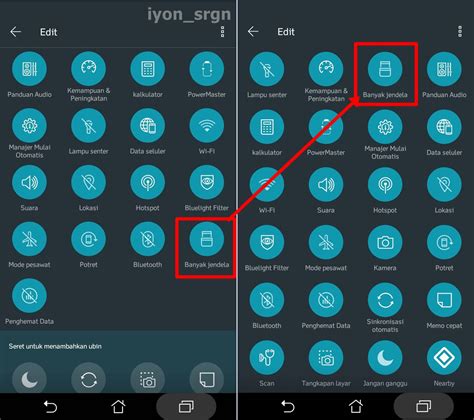 iyon_srgn
Edit
Panduan Audio
Kemampuan &
Peningkatan
kalkulator
PowerMaster
Manajer Mulai
Otomatis
Lampu senter
Data seluler
Wi-Fi
Suara
Lokasi
Hotspot
Bluelight Filter
Mode pesawat
Potret
Bluetooth
Banyak jendela
Penghemat Data
Seret untuk menambahkan ubin
Edit
Lampu senter
Kemampuan &
Peningkatan
Banyak jendela
Panduan Audio
kalkulator
PowerMaster
Manajer Mulai
Otomatis
Data seluler
Wi-Fi
Suara
Lokasi
Hotspot
Potret
Bluelight Filter
Mode pesawat
Kamera
Potret
Bluetooth
Penghemat Data
Sinkronisasi
otomatis
Memo cepat
Scan
Tangkapan layar
Jangan ganggu
Nearby